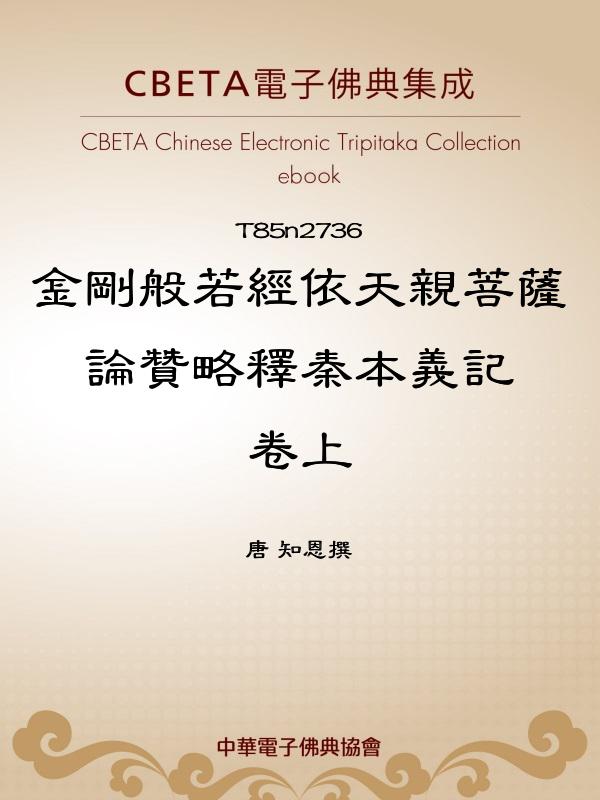 CBETA電子佛典集成
CBETA Chinese Electronic Tripitaka Collection
ebook
T85n2736
金剛般若經依天親菩薩
論贊略釋秦本義記
卷上
唐 知恩撰
中華電子佛典協會